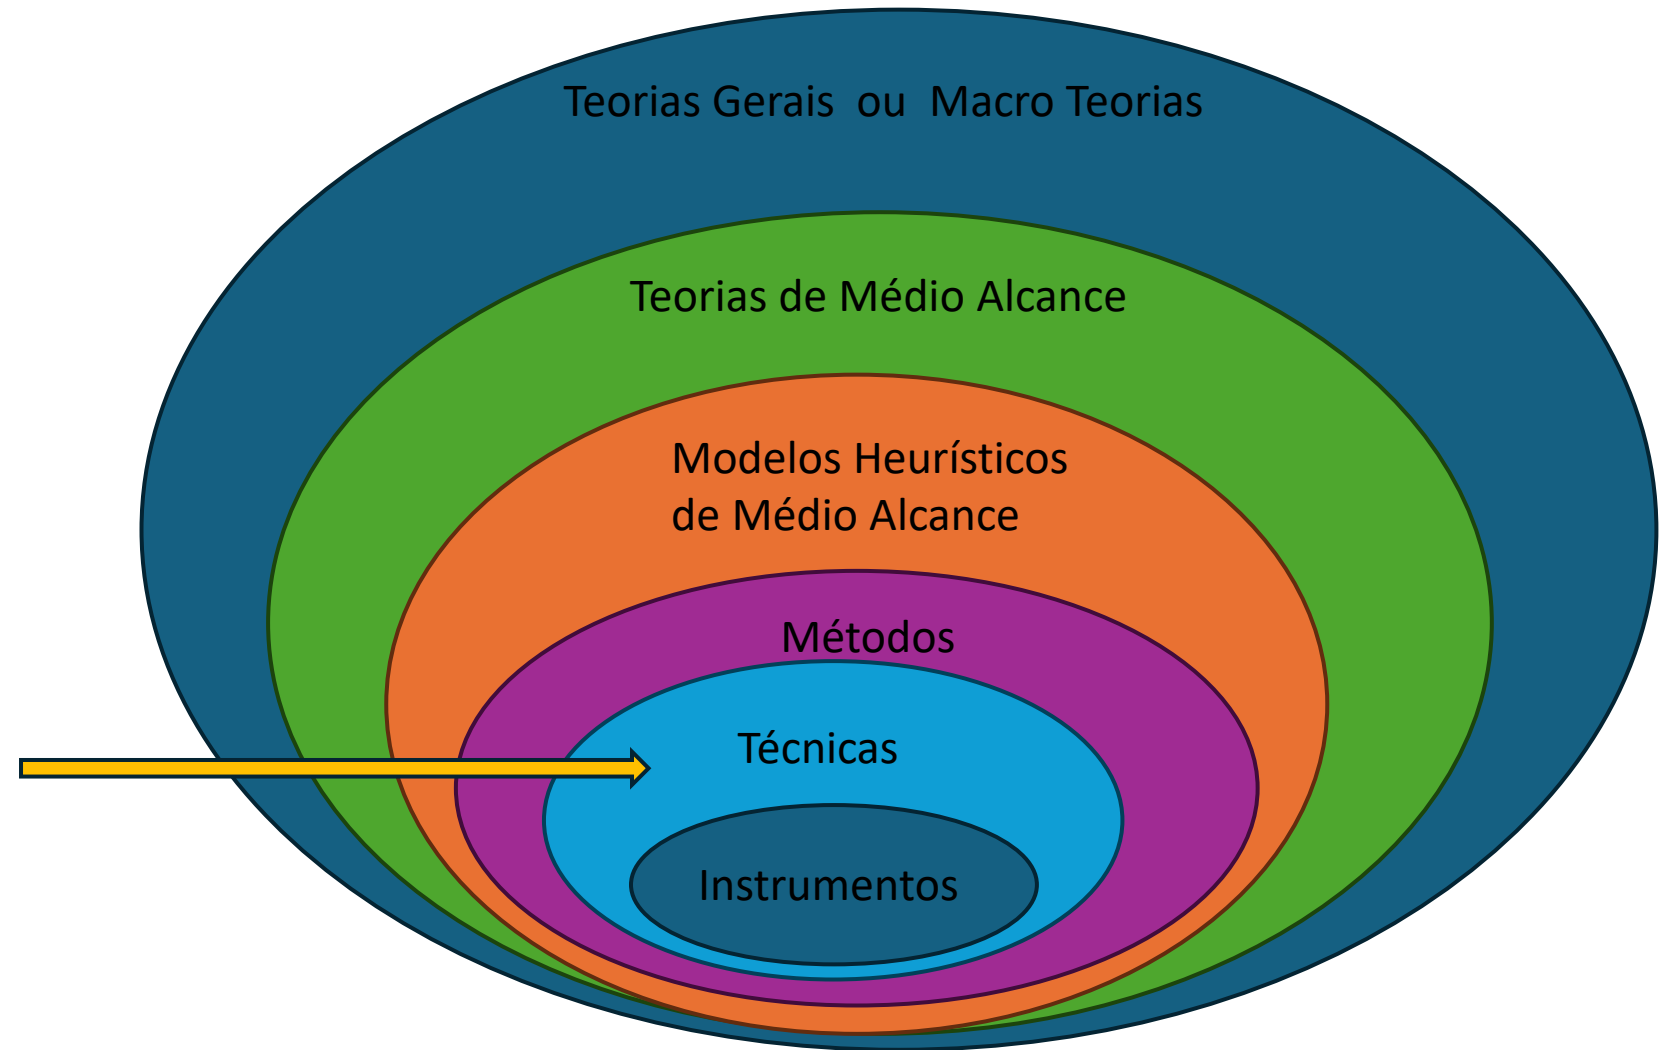 Teorias Gerais ou Macro Teorias
Teorias de Médio Alcance
Modelos Heurísticos
de Médio Alcance
Métodos
Técnicas
Instrumentos